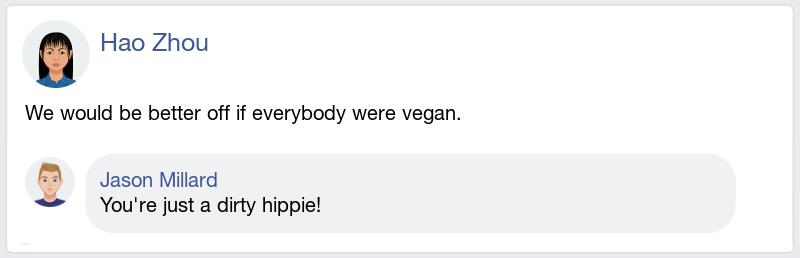 Hao Zhou
We would be better off if everybody were vegan.
Jason Millard
You're just a dirty hippie!